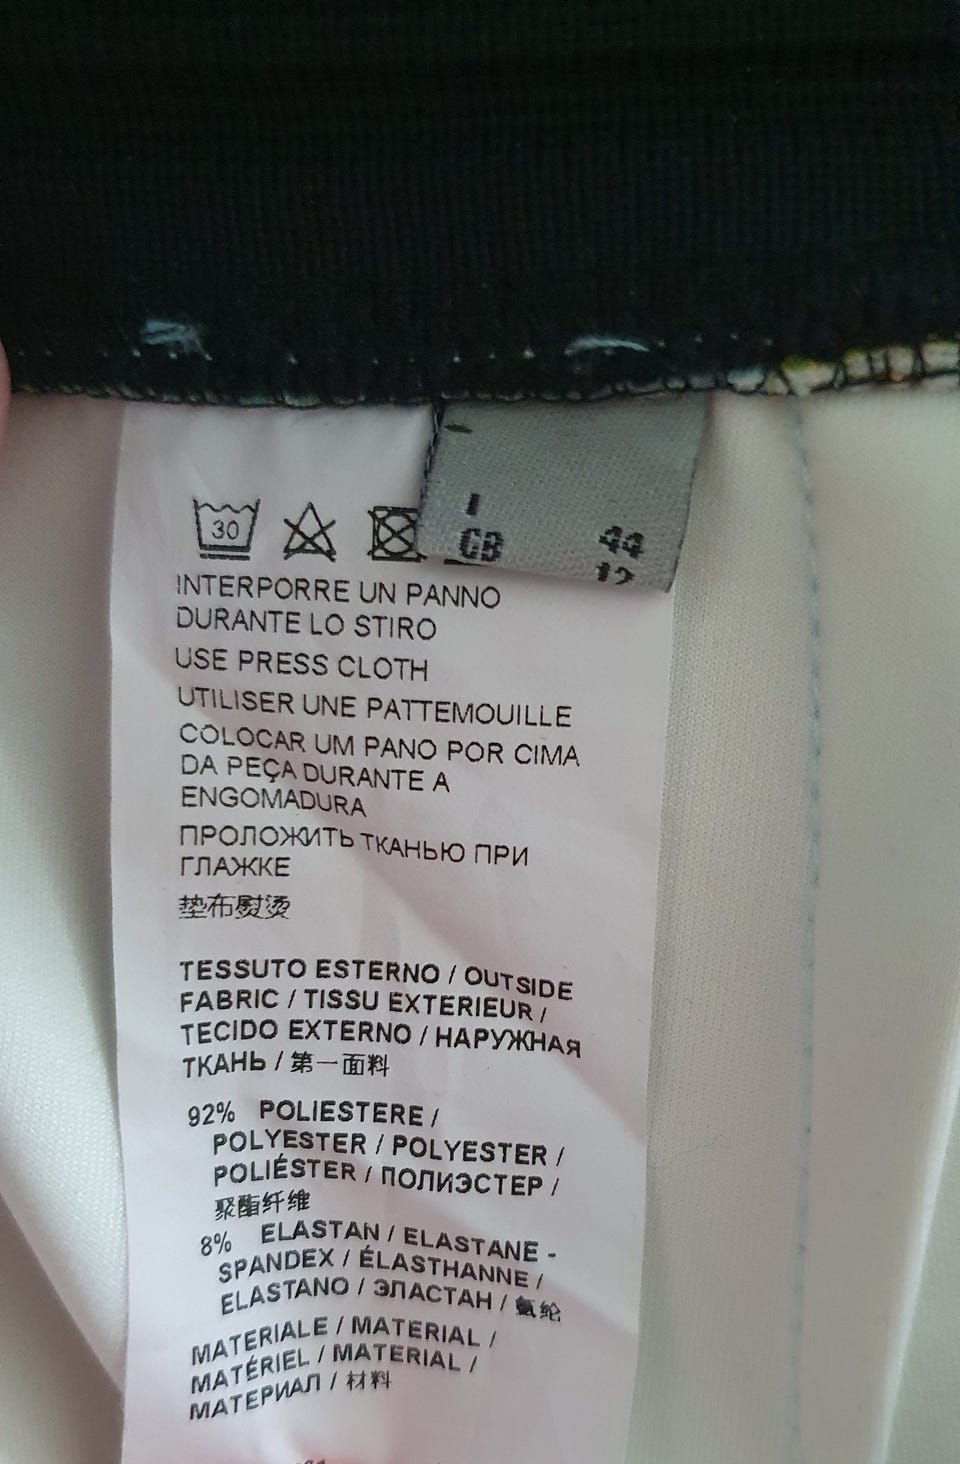 I 44
GB 12
30
INTERPORRE UN PANNO
DURANTE LO STIRO
USE PRESS CLOTH
UTILISER UNE PATTEMOUILLE
COLOCAR UM PANO POR CIMA
DA PEÇA DURANTE A
ENGOMADURA
ПРОЛОЖИТЬ ТКАНЬЮ ПРИ
ГЛАЖКЕ
垫布熨烫
TESSUTO ESTERNO / OUTSIDE
FABRIC / TISSU EXTERIEUR /
TECIDO EXTERNO / НАРУЖНАЯ
ТКАНЬ / 第一面料
92% POLIESTERE /
POLYESTER / POLYESTER /
POLIÉSTER / ПОЛИЭСТЕР /
聚酯纤维
8% ELASTAN / ELASTANE -
SPANDEX / ÉLASTHANNE /
ELASTANO / ЭЛАСТАН / 氨纶
MATERIALE / MATERIAL /
MATÉRIEL / MATERIAL /
МАТЕРИАЛ / 材料